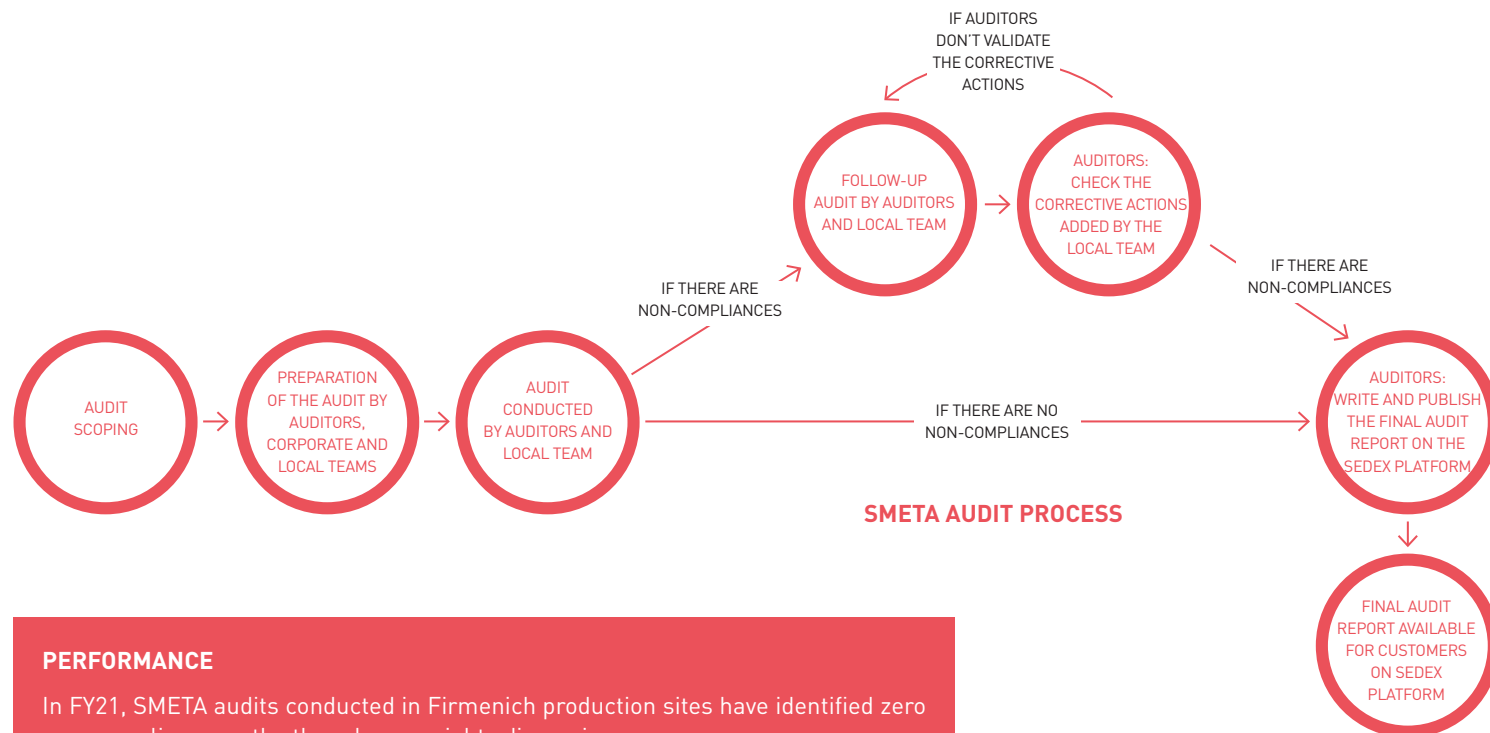 IF AUDITORS
DON'T VALIDATE
THE CORRECTIVE
ACTIONS
FOLLOW-UP
AUDIT BY AUDITORS
AND LOCAL TEAM
AUDITORS:
CHECK THE
CORRECTIVE ACTIONS
ADDED BY THE
LOCAL TEAM
IF THERE ARE
NON-COMPLIANCES
IF THERE ARE
NON-COMPLIANCES
AUDIT
SCOPING
PREPARATION
OF THE AUDIT BY
AUDITORS,
CORPORATE AND
LOCAL TEAMS
AUDIT
CONDUCTED
BY AUDITORS AND
LOCAL TEAM
IF THERE ARE NO
NON-COMPLIANCES
AUDITORS:
WRITE AND PUBLISH
THE FINAL AUDIT
REPORT ON THE
SEDEX PLATFORM
SMETA AUDIT PROCESS
FINAL AUDIT
REPORT AVAILABLE
FOR CUSTOMERS
ON SEDEX
PLATFORM
PERFORMANCE
In FY21, SMETA audits conducted in Firmenich production sites have identified zero